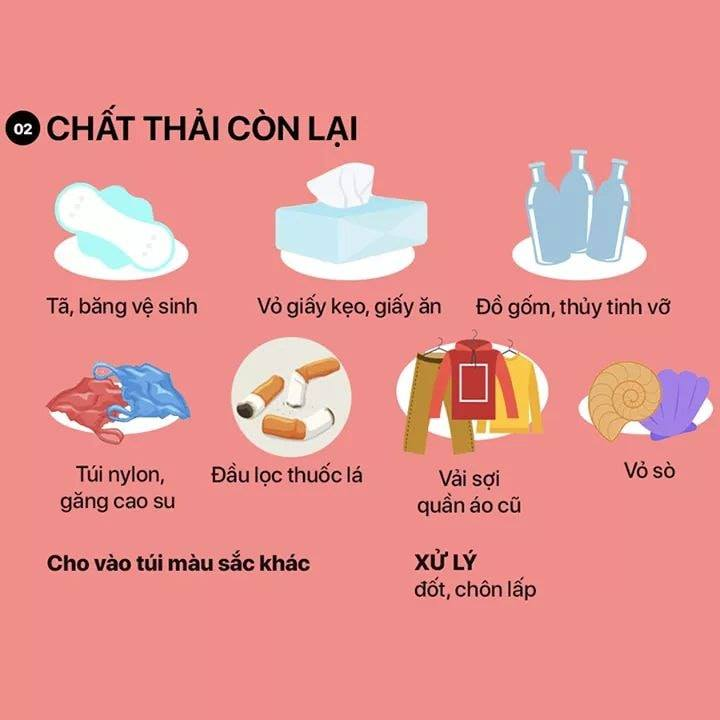 02 CHẤT THẢI CÒN LẠI
Tã, băng vệ sinh
Vỏ giấy kẹo, giấy ăn
Đồ gốm, thủy tinh vỡ
Túi nylon,
găng cao su
Đầu lọc thuốc lá
Vải sợi
quần áo cũ
Vỏ sò
Cho vào túi màu sắc khác
XỬ LÝ
đốt, chôn lấp